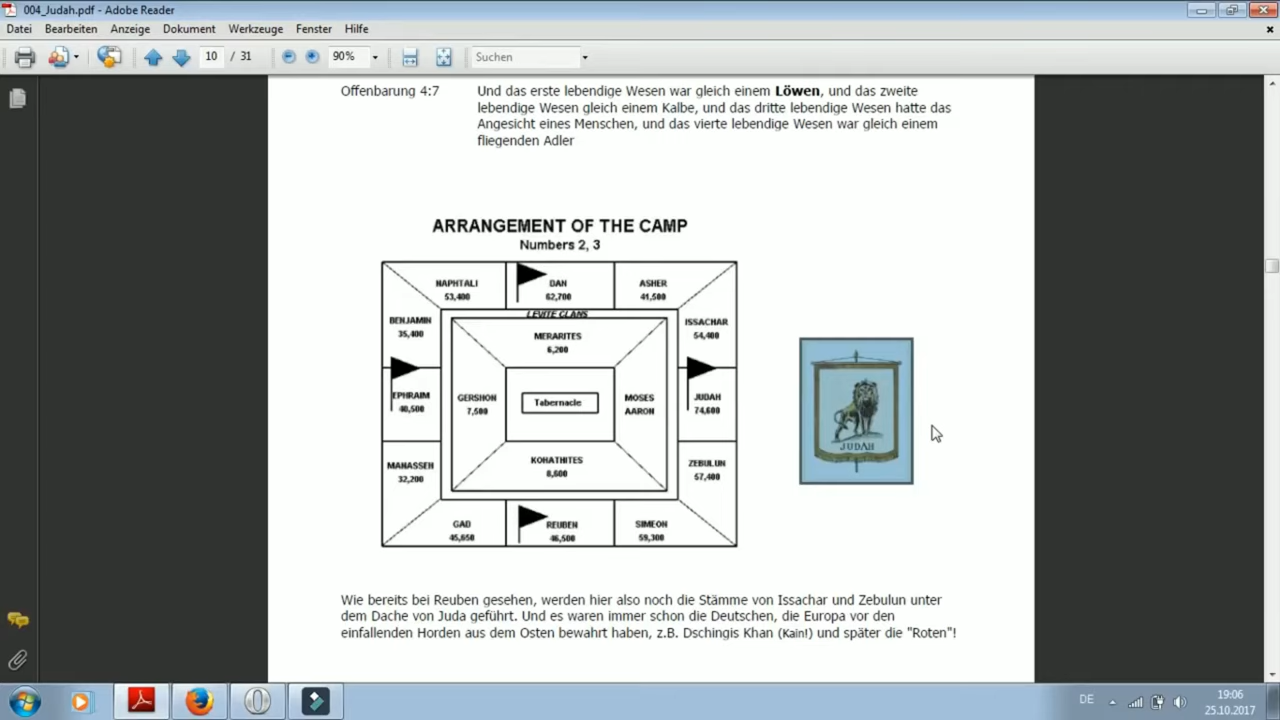 004_Judah.pdf - Adobe Reader
Datei Bearbeiten Anzeige Dokument Werkzeuge Fenster Hilfe
10 / 31 90% Suchen
Offenbarung 4:7 Und das erste lebendige Wesen war gleich einem Löwen, und das zweite
lebendige Wesen gleich einem Kalbe, und das dritte lebendige Wesen hatte das
Angesicht eines Menschen, und das vierte lebendige Wesen war gleich einem
fliegenden Adler
ARRANGEMENT OF THE CAMP
Numbers 2, 3
NAPHTALI
53,400
DAN
62,700
ASHER
41,500
LEVITE CLANS
BENJAMIN
35,400
MERARITES
6,200
ISSACHAR
54,400
EPHRAIM
40,500
GERSHON
7,500
Tabernacle
MOSES
AARON
JUDAH
74,600
JUDAH
MANASSEH
32,200
KOHATHITES
8,600
ZEBULUN
57,400
GAD
45,650
REUBEN
46,500
SIMEON
59,300
Wie bereits bei Reuben gesehen, werden hier also noch die Stämme von Issachar und Zebulun unter
dem Dache von Juda geführt. Und es waren immer schon die Deutschen, die Europa vor den
einfallenden Horden aus dem Osten bewahrt haben, z.B. Dschingis Khan (Kain!) und später die "Roten"!
DE
19:06
25.10.2017